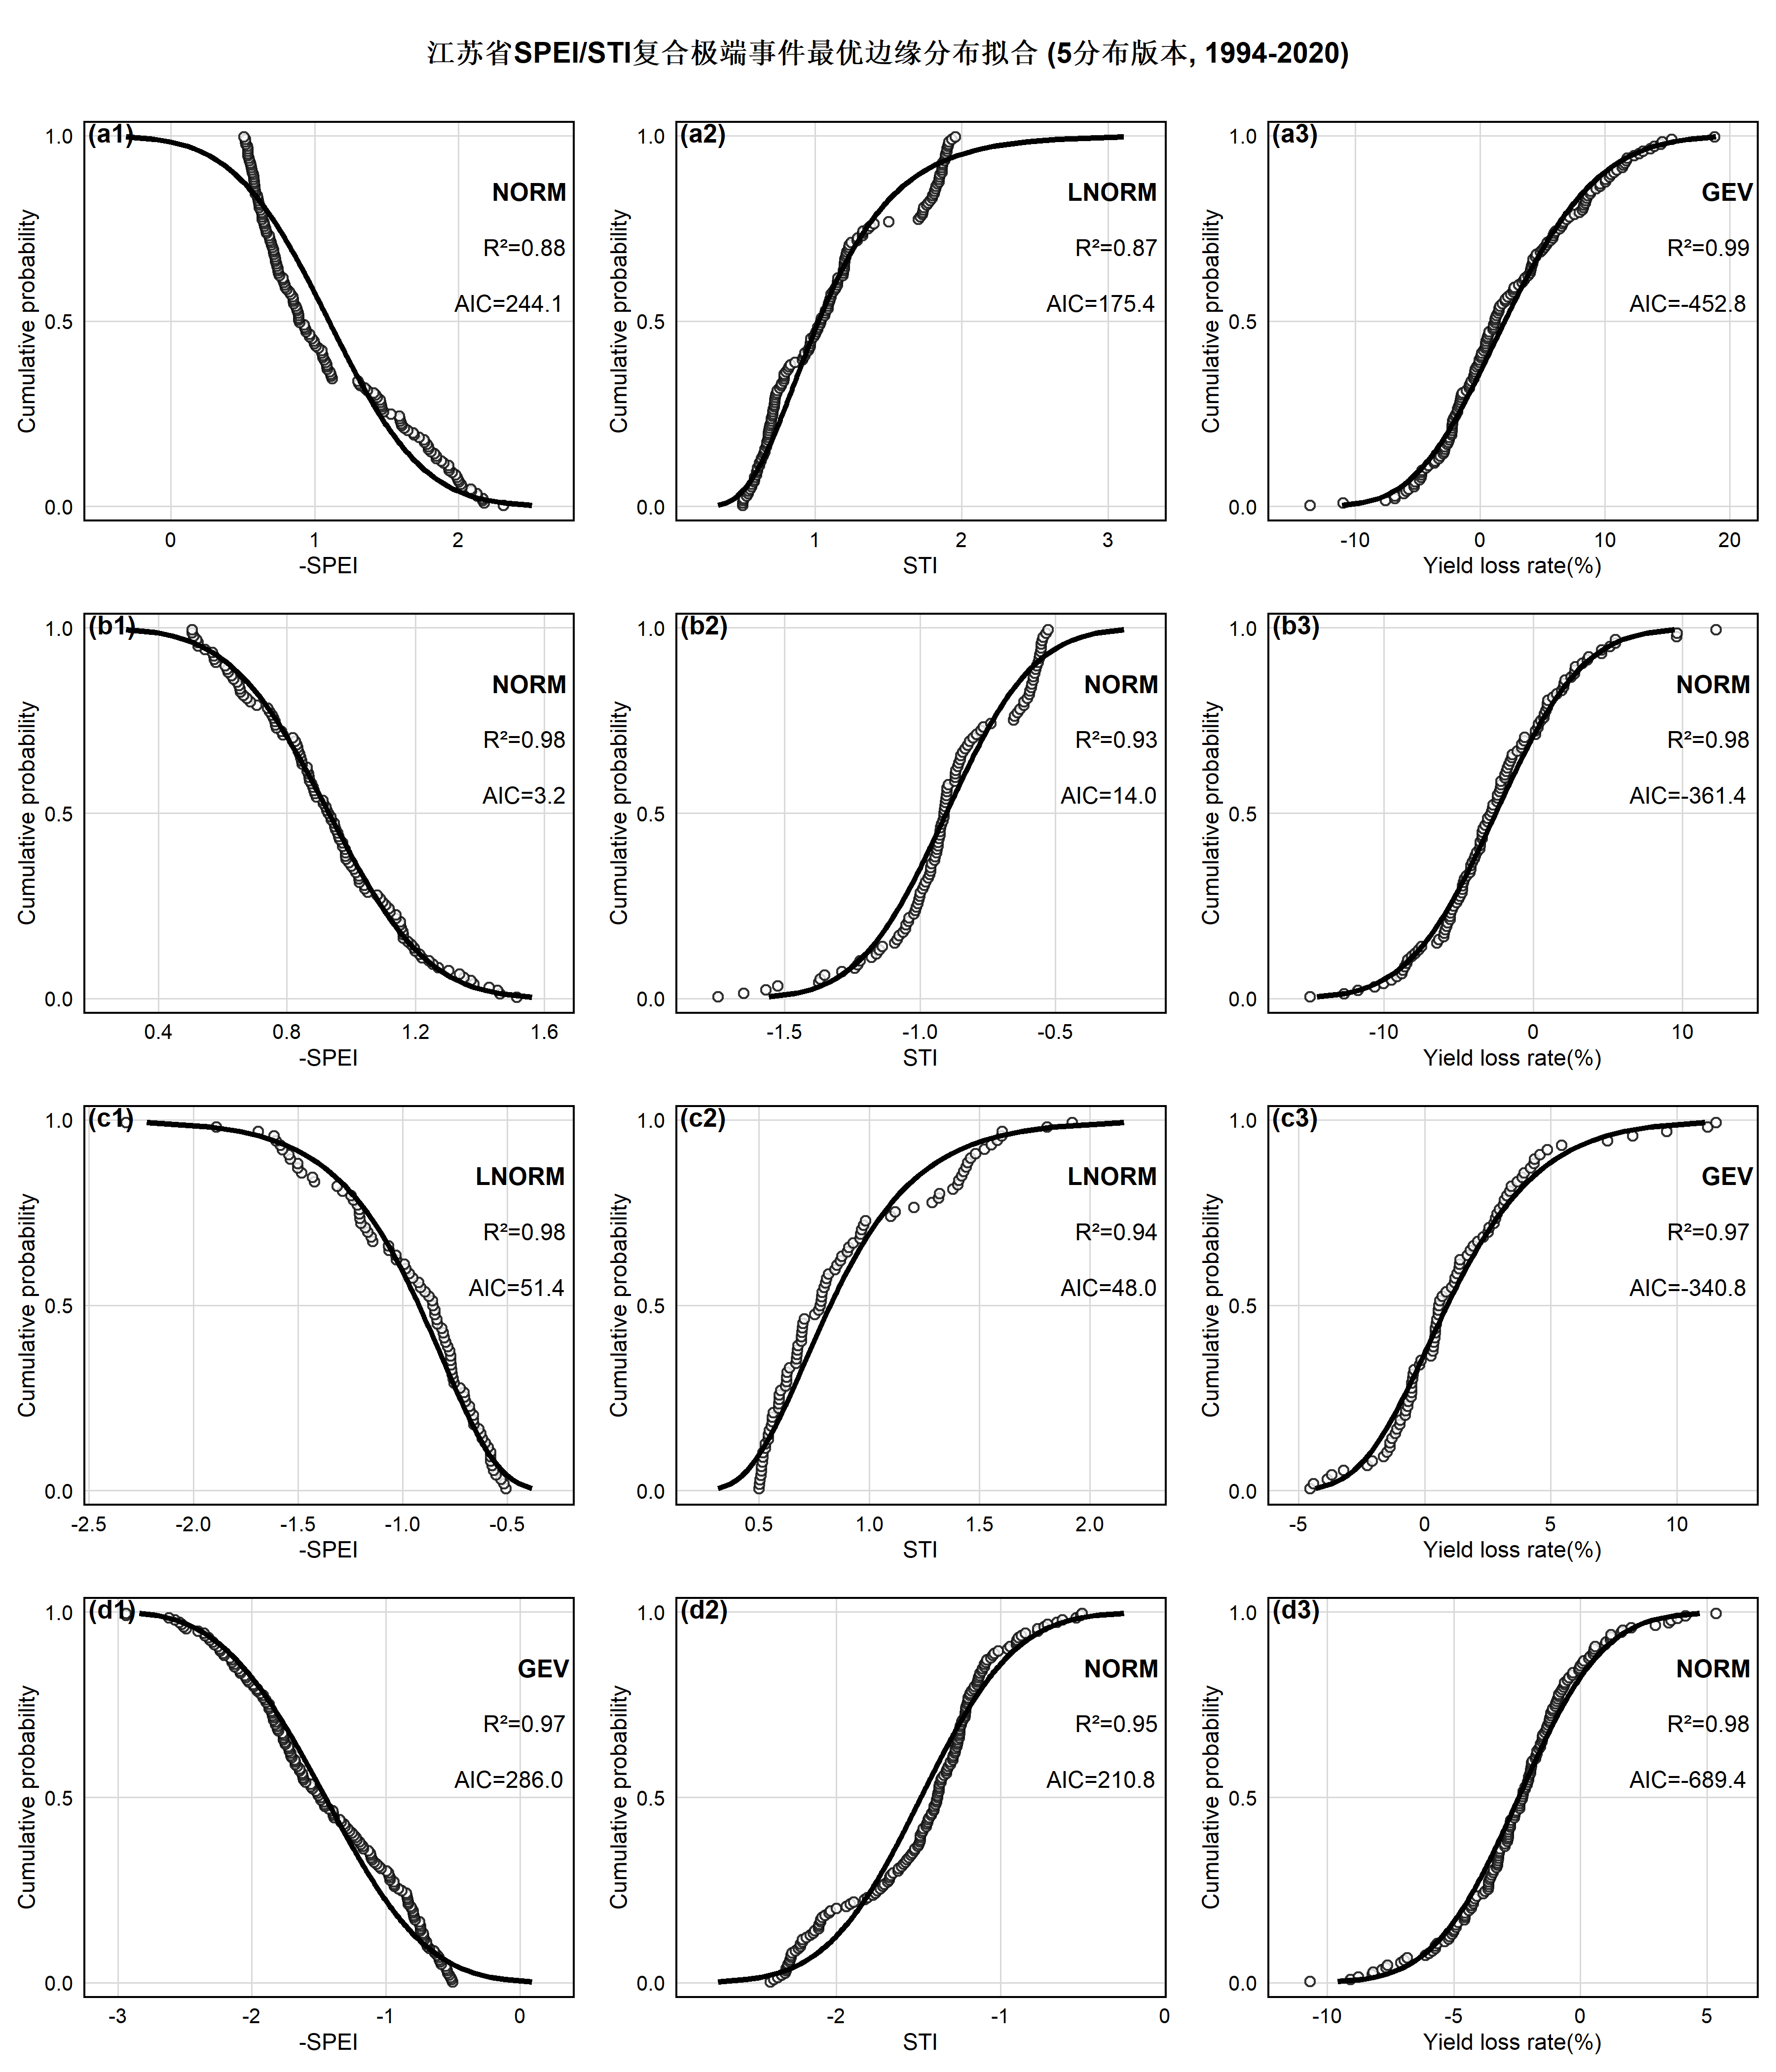 江苏省SPEI/STI复合极端事件最优边缘分布拟合 (5分布版本, 1994-2020)
(a1)
NORM
R²=0.88
AIC=244.1
Cumulative probability
1.0
0.5
0.0
0 1 2
-SPEI
(a2)
LNORM
R²=0.87
AIC=175.4
Cumulative probability
1.0
0.5
0.0
1 2 3
STI
(a3)
GEV
R²=0.99
AIC=-452.8
Cumulative probability
1.0
0.5
0.0
-10 0 10 20
Yield loss rate(%)
(b1)
NORM
R²=0.98
AIC=3.2
Cumulative probability
1.0
0.5
0.0
0.4 0.8 1.2 1.6
-SPEI
(b2)
NORM
R²=0.93
AIC=14.0
Cumulative probability
1.0
0.5
0.0
-1.5 -1.0 -0.5
STI
(b3)
NORM
R²=0.98
AIC=-361.4
Cumulative probability
1.0
0.5
0.0
-10 0 10
Yield loss rate(%)
(c1)
LNORM
R²=0.98
AIC=51.4
Cumulative probability
1.0
0.5
0.0
-2.5 -2.0 -1.5 -1.0 -0.5
-SPEI
(c2)
LNORM
R²=0.94
AIC=48.0
Cumulative probability
1.0
0.5
0.0
0.5 1.0 1.5 2.0
STI
(c3)
GEV
R²=0.97
AIC=-340.8
Cumulative probability
1.0
0.5
0.0
-5 0 5 10
Yield loss rate(%)
(d1)
GEV
R²=0.97
AIC=286.0
Cumulative probability
1.0
0.5
0.0
-3 -2 -1 0
-SPEI
(d2)
NORM
R²=0.95
AIC=210.8
Cumulative probability
1.0
0.5
0.0
-2 -1 0
STI
(d3)
NORM
R²=0.98
AIC=-689.4
Cumulative probability
1.0
0.5
0.0
-10 -5 0 5
Yield loss rate(%)